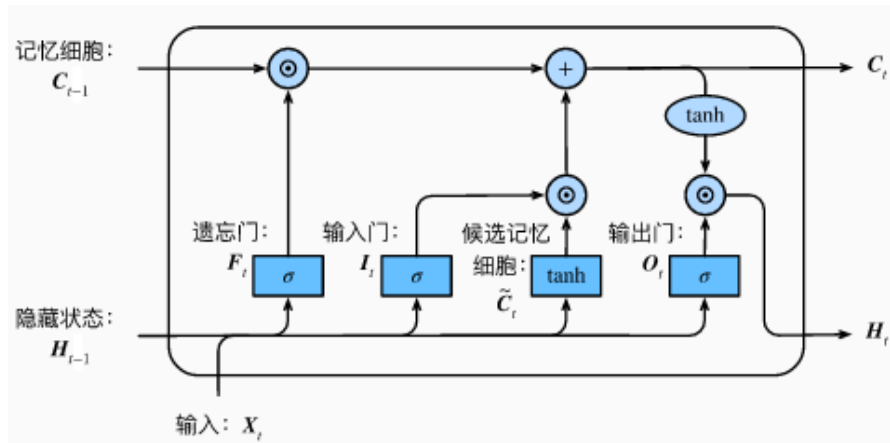 记忆细胞：
C_{t−1}
⊙
+
C_t
tanh
⊙
⊙
遗忘门：
F_t
σ
输入门：
I_t
σ
候选记忆
细胞：
C̃_t
tanh
输出门：
O_t
σ
隐藏状态：
H_{t−1}
H_t
输入：X_t